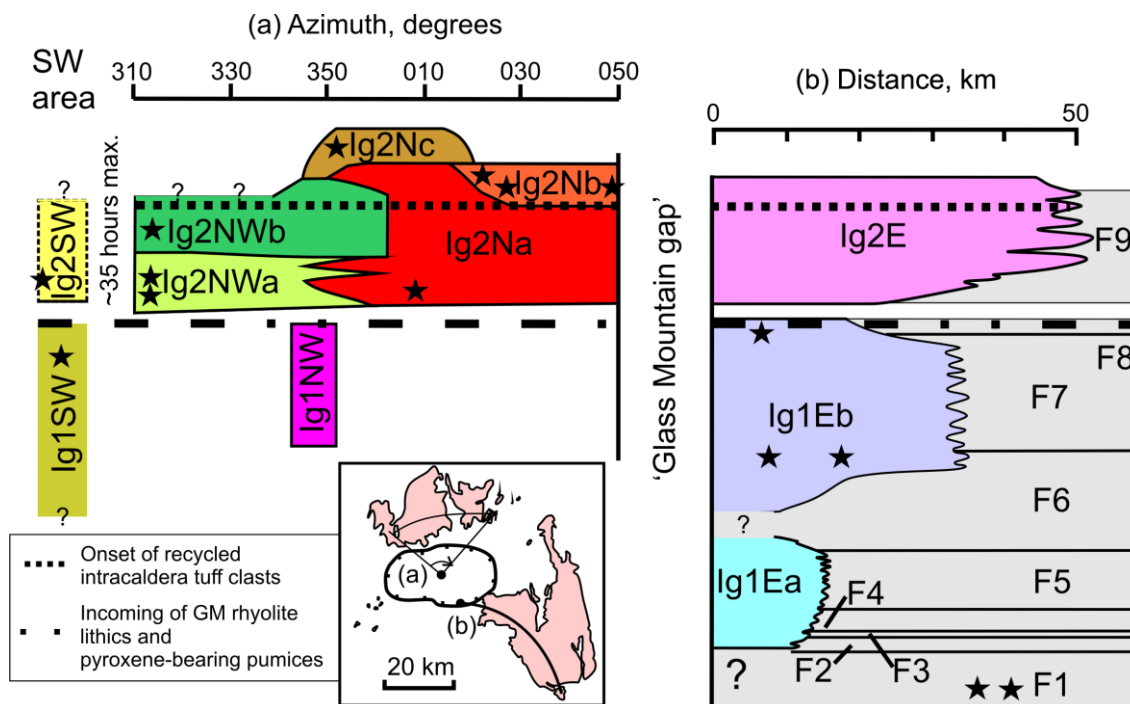 (a) Azimuth, degrees
SW
area
310 330 350 010 030 050
(b) Distance, km
0 50
~35 hours max.
? ? ?
Ig2SW
Ig2NWb
Ig2NWa
Ig2Nc
Ig2Nb
Ig2Na
Ig1SW
?
Ig1NW
'Glass Mountain gap'
Ig2E
F9
F8
Ig1Eb
F7
F6
?
Ig1Ea
F5
F4
F3
F2
?
F1
Onset of recycled
intracaldera tuff clasts
Incoming of GM rhyolite
lithics and
pyroxene-bearing pumices
(a)
(b)
20 km